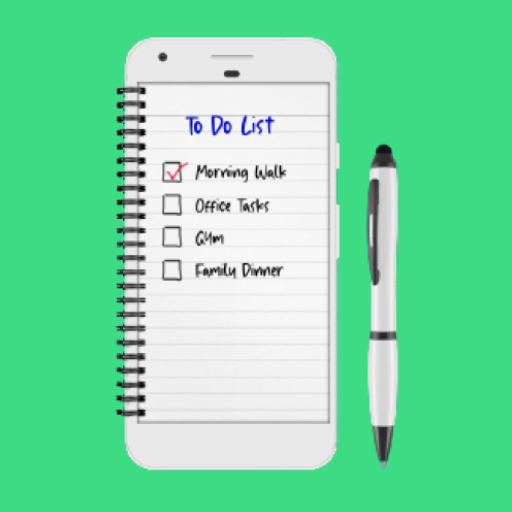 To Do List
Morning Walk
Office Tasks
Gym
Family Dinner